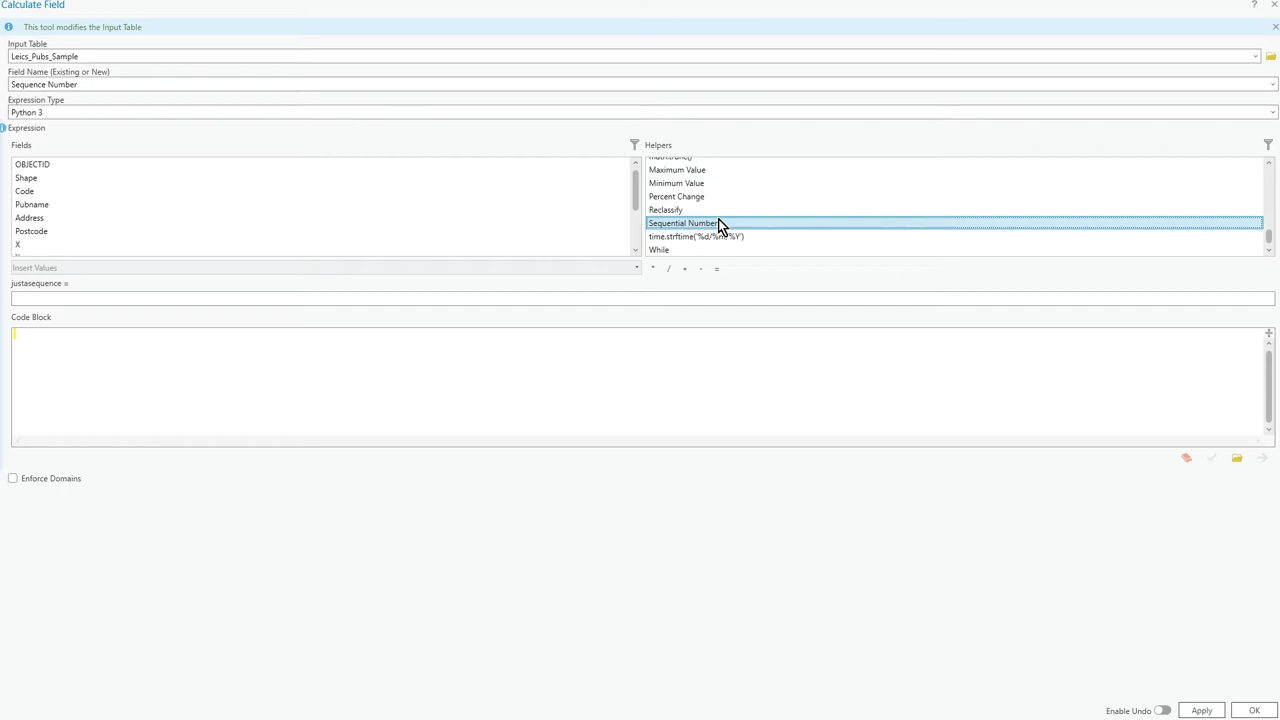 Calculate Field
?
This tool modifies the Input Table
Input Table
Leics_Pubs_Sample
Field Name (Existing or New)
Sequence Number
Expression Type
Python 3
Expression
Fields
Helpers
OBJECTID
Shape
Code
Pubname
Address
Postcode
X
Maximum Value
Minimum Value
Percent Change
Reclassify
Sequential Number
While
Insert Values
* / + - =
justasequence =
Code Block
Enforce Domains
Enable Undo
Apply
OK